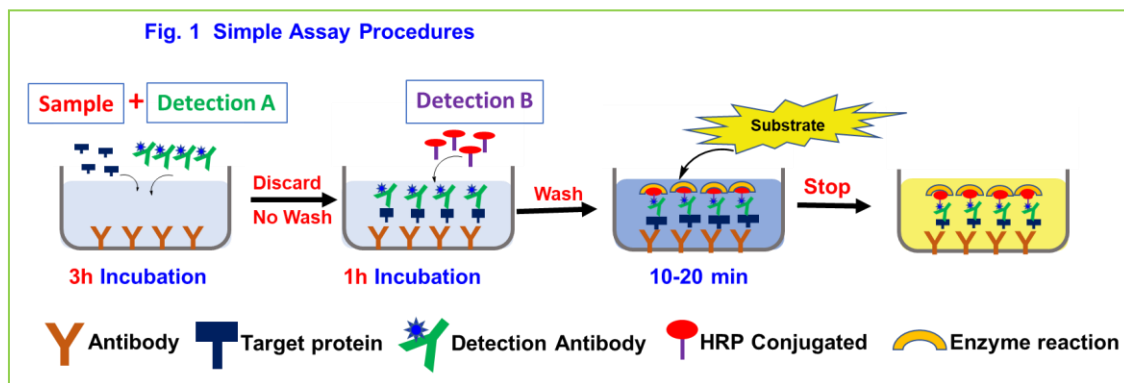 Fig. 1 Simple Assay Procedures
Sample + Detection A
Detection B
Substrate
Discard
No Wash
Wash
Stop
3h Incubation
1h Incubation
10-20 min
Antibody
Target protein
Detection Antibody
HRP Conjugated
Enzyme reaction